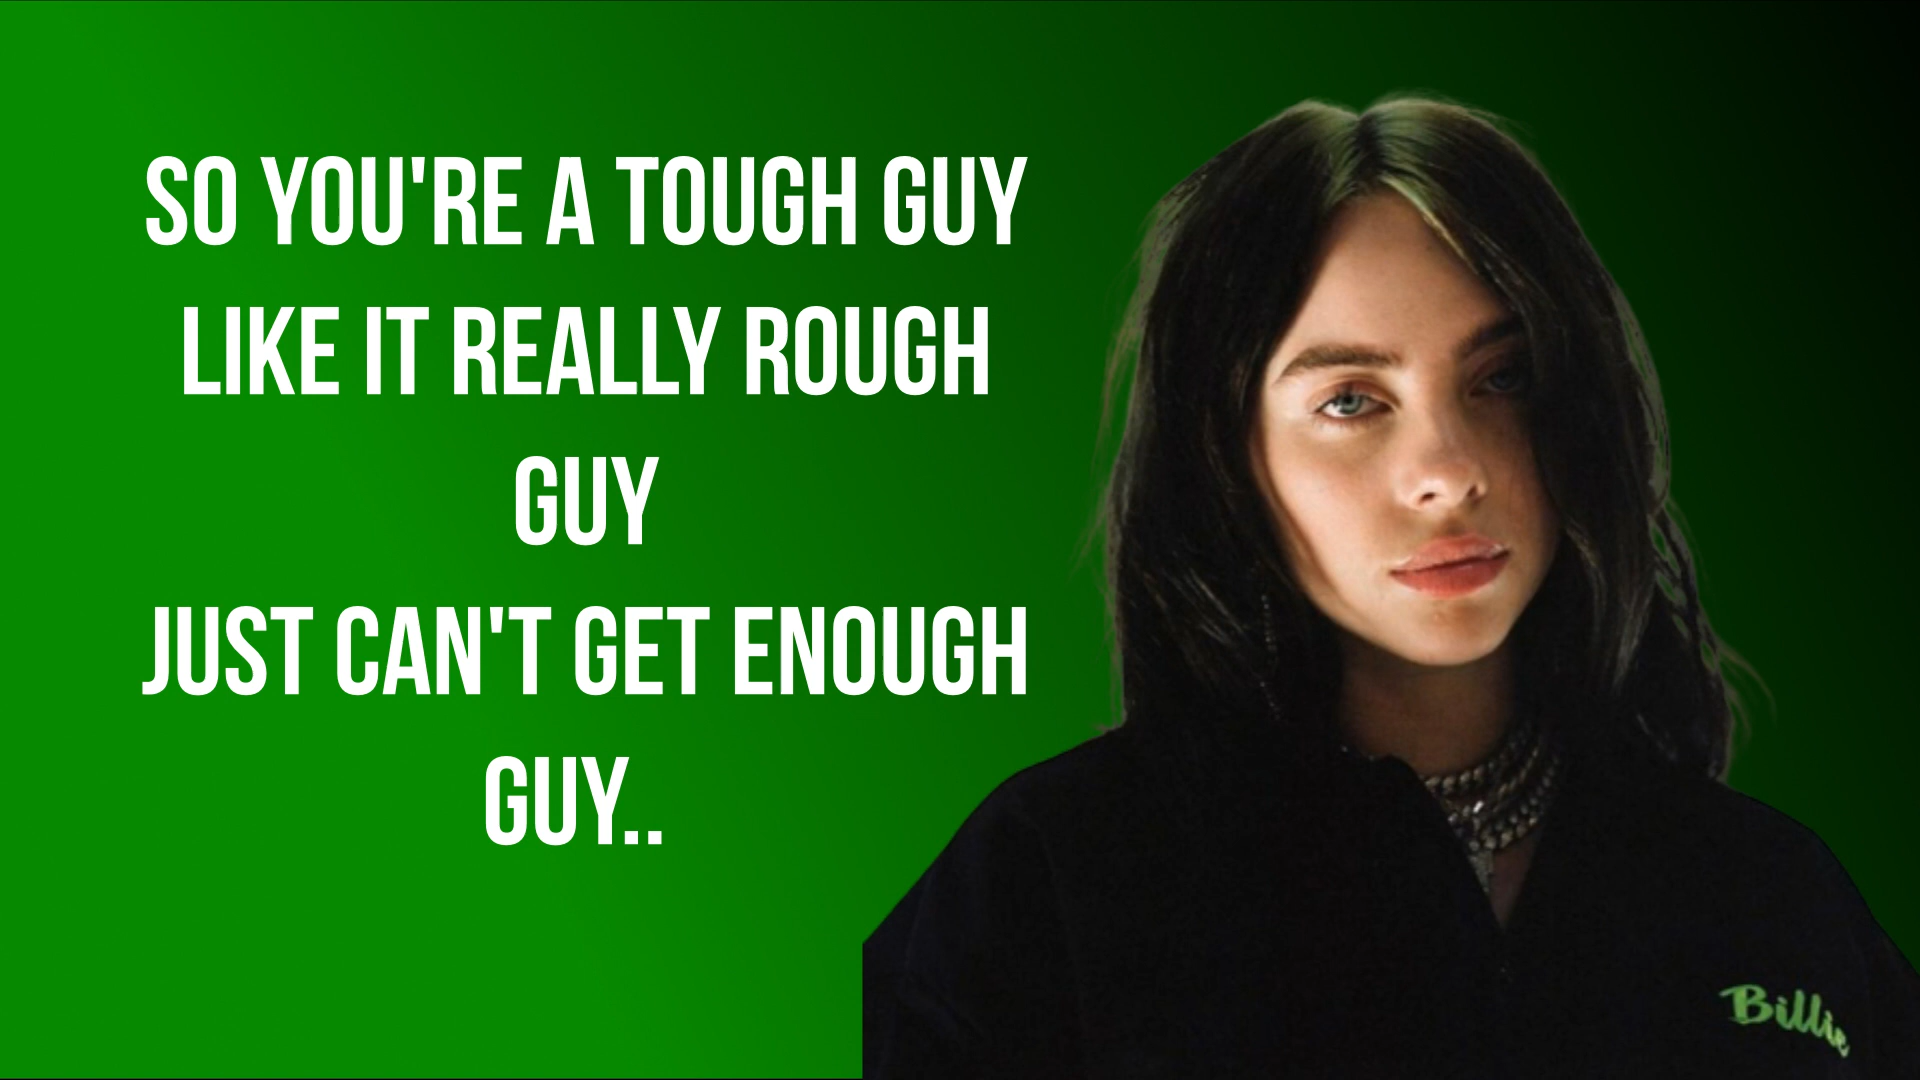 SO YOU'RE A TOUGH GUY
LIKE IT REALLY ROUGH
GUY
JUST CAN'T GET ENOUGH
GUY..
Billie